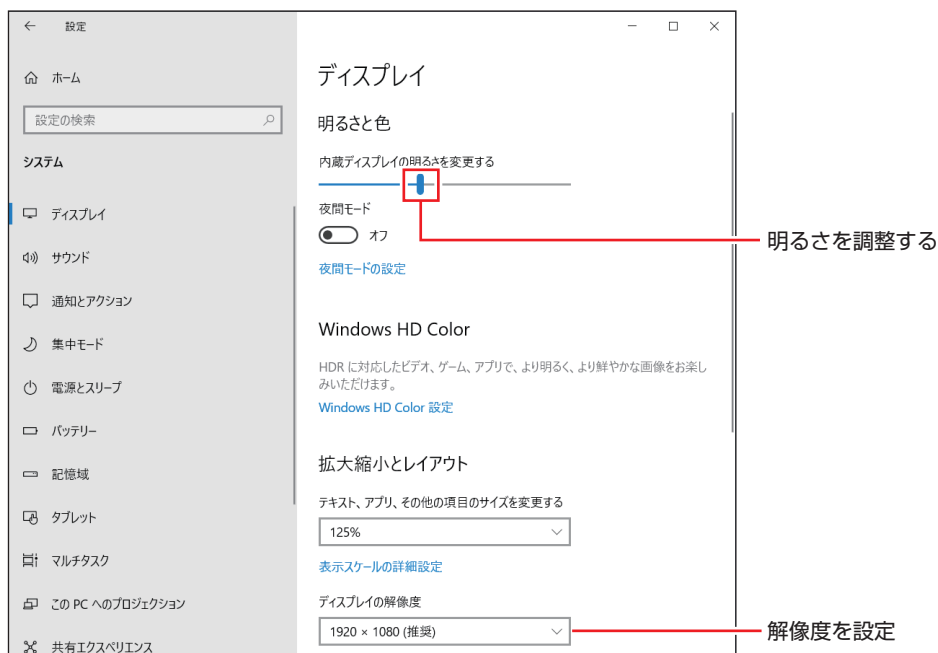 設定
ホーム
設定の検索
システム
ディスプレイ
サウンド
通知とアクション
集中モード
電源とスリープ
バッテリー
記憶域
タブレット
マルチタスク
この PC へのプロジェクション
共有エクスペリエンス
ディスプレイ
明るさと色
内蔵ディスプレイの明るさを変更する
夜間モード
オフ
夜間モードの設定
Windows HD Color
HDR に対応したビデオ、ゲーム、アプリで、より明るく、より鮮やかな画像をお楽し
みいただけます。
Windows HD Color 設定
拡大縮小とレイアウト
テキスト、アプリ、その他の項目のサイズを変更する
125%
表示スケールの詳細設定
ディスプレイの解像度
1920 × 1080 (推奨)
明るさを調整する
解像度を設定